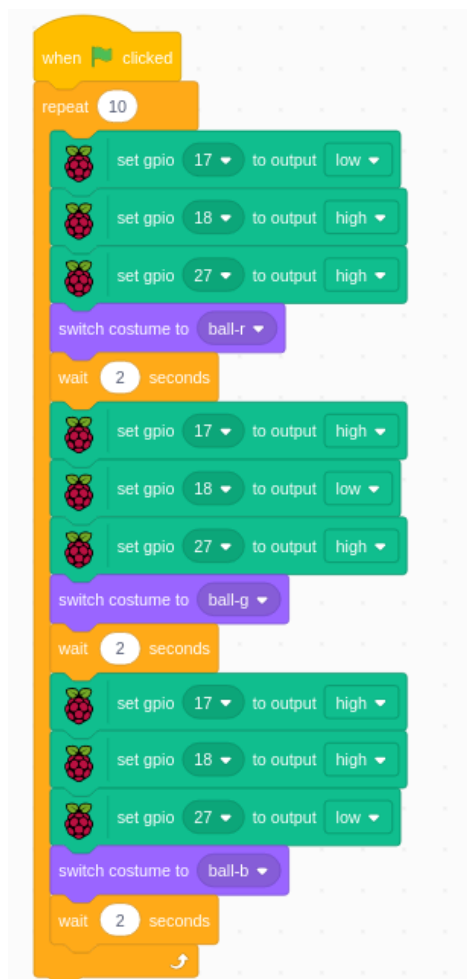 when clicked
repeat 10
set gpio 17 to output low
set gpio 18 to output high
set gpio 27 to output high
switch costume to ball-r
wait 2 seconds
set gpio 17 to output high
set gpio 18 to output low
set gpio 27 to output high
switch costume to ball-g
wait 2 seconds
set gpio 17 to output high
set gpio 18 to output high
set gpio 27 to output low
switch costume to ball-b
wait 2 seconds